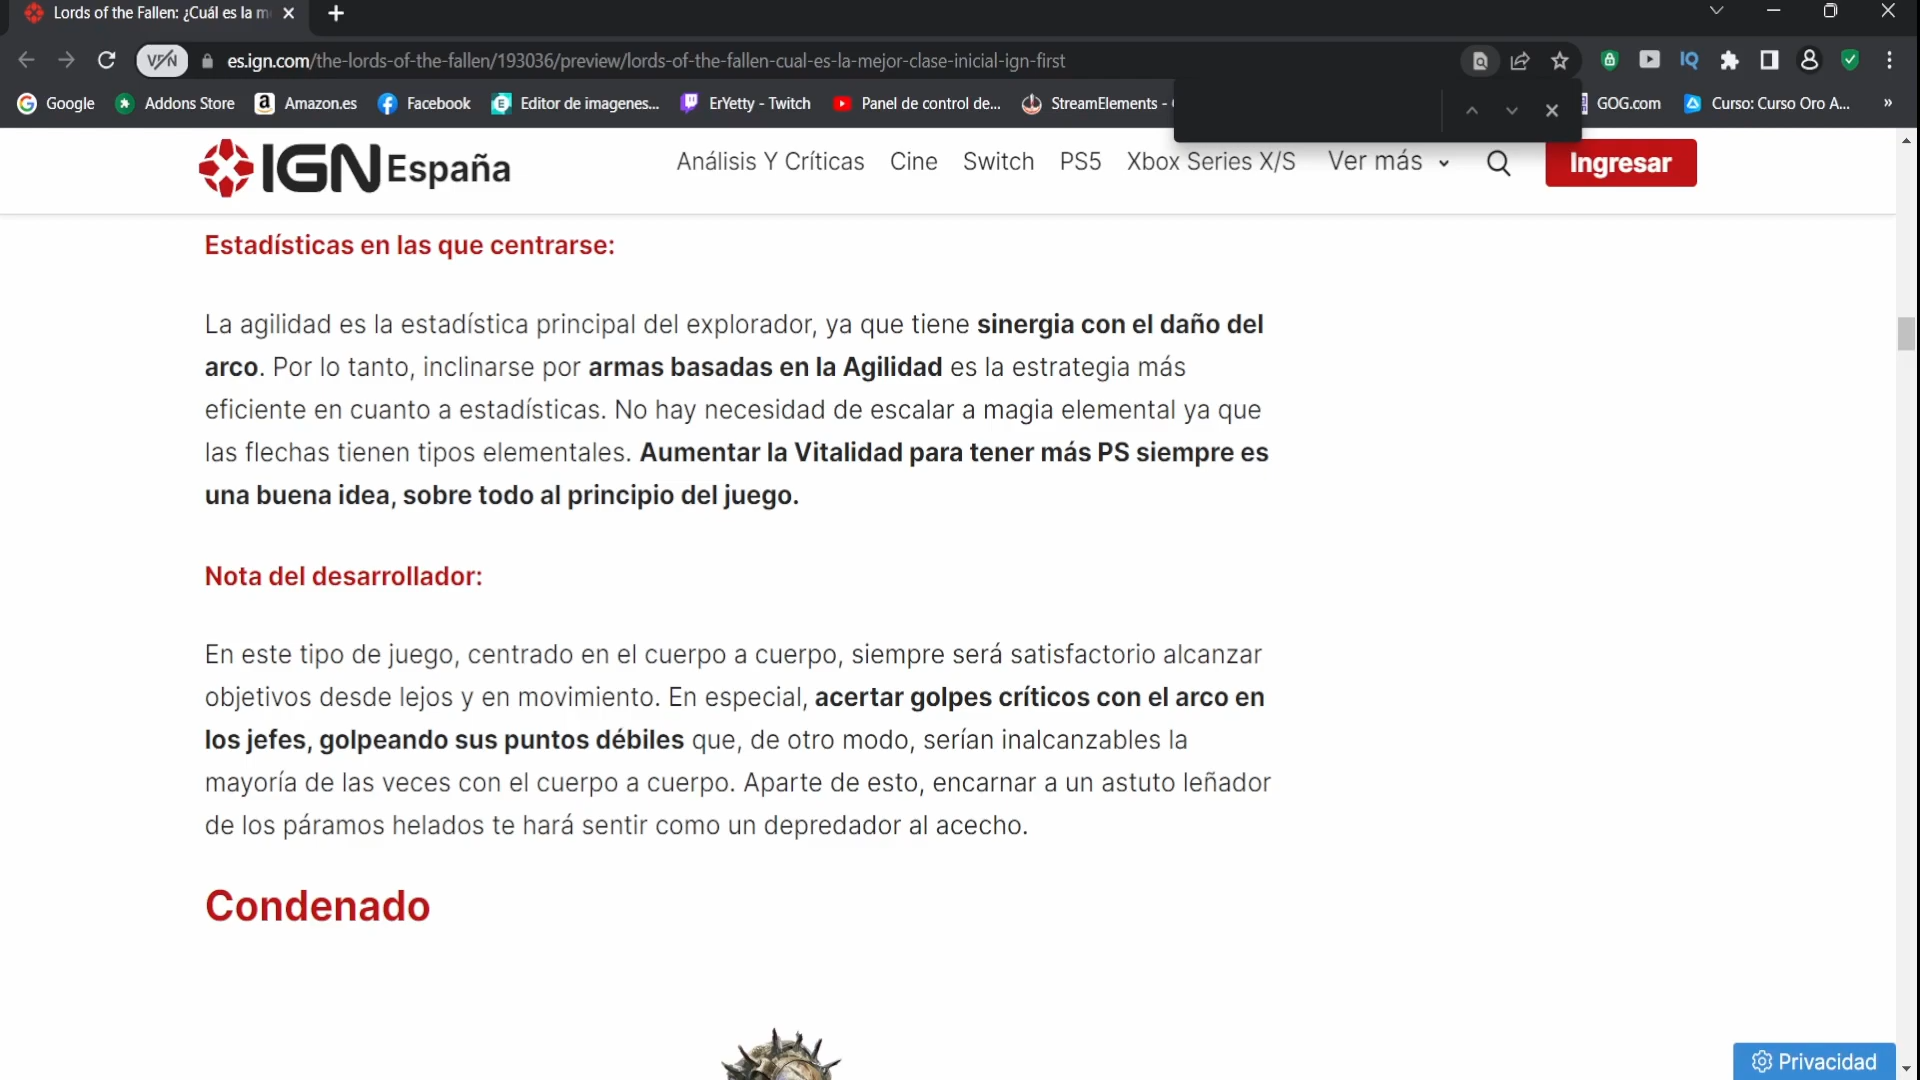 Lords of the Fallen: ¿Cuál es la m
VPN
es.ign.com/the-lords-of-the-fallen/193036/preview/lords-of-the-fallen-cual-es-la-mejor-clase-inicial-ign-first
IQ
Google Addons Store Amazon.es Facebook Editor de imagenes... ErYetty - Twitch Panel de control de... StreamElements - GOG.com Curso: Curso Oro A... »
IGN España Análisis Y Críticas Cine Switch PS5 Xbox Series X/S Ver más Ingresar
Estadísticas en las que centrarse:
La agilidad es la estadística principal del explorador, ya que tiene sinergia con el daño del
arco. Por lo tanto, inclinarse por armas basadas en la Agilidad es la estrategia más
eficiente en cuanto a estadísticas. No hay necesidad de escalar a magia elemental ya que
las flechas tienen tipos elementales. Aumentar la Vitalidad para tener más PS siempre es
una buena idea, sobre todo al principio del juego.
Nota del desarrollador:
En este tipo de juego, centrado en el cuerpo a cuerpo, siempre será satisfactorio alcanzar
objetivos desde lejos y en movimiento. En especial, acertar golpes críticos con el arco en
los jefes, golpeando sus puntos débiles que, de otro modo, serían inalcanzables la
mayoría de las veces con el cuerpo a cuerpo. Aparte de esto, encarnar a un astuto leñador
de los páramos helados te hará sentir como un depredador al acecho.
Condenado
Privacidad